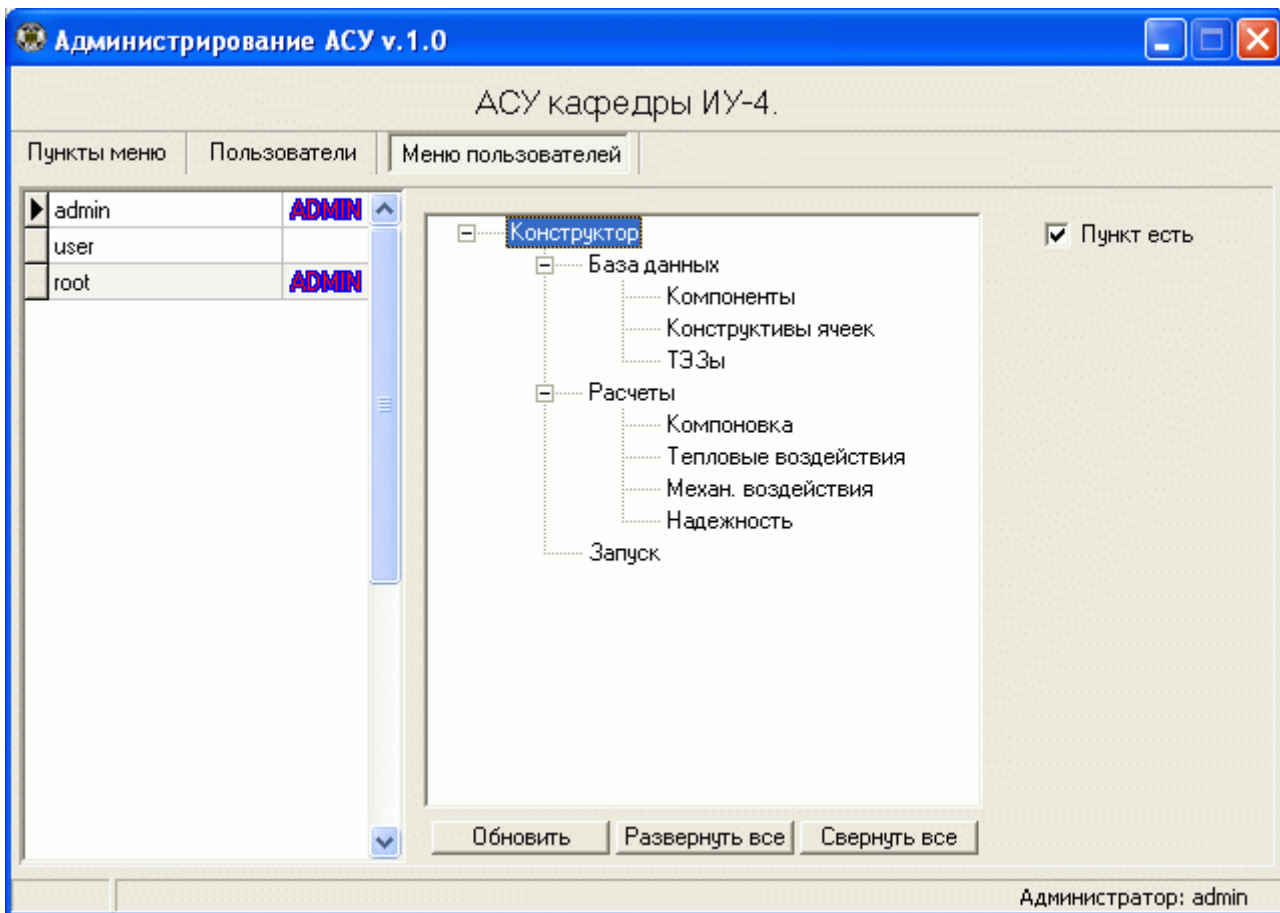 Администрирование АСУ v.1.0
АСУ кафедры ИУ-4.
Пункты меню Пользователи Меню пользователей
admin ADMIN
user
root ADMIN
Конструктор
База данных
Компоненты
Конструктивы ячеек
ТЭЗы
Расчеты
Компоновка
Тепловые воздействия
Механ. воздействия
Надежность
Запуск
Пункт есть
Обновить Развернуть все Свернуть все
Администратор: admin